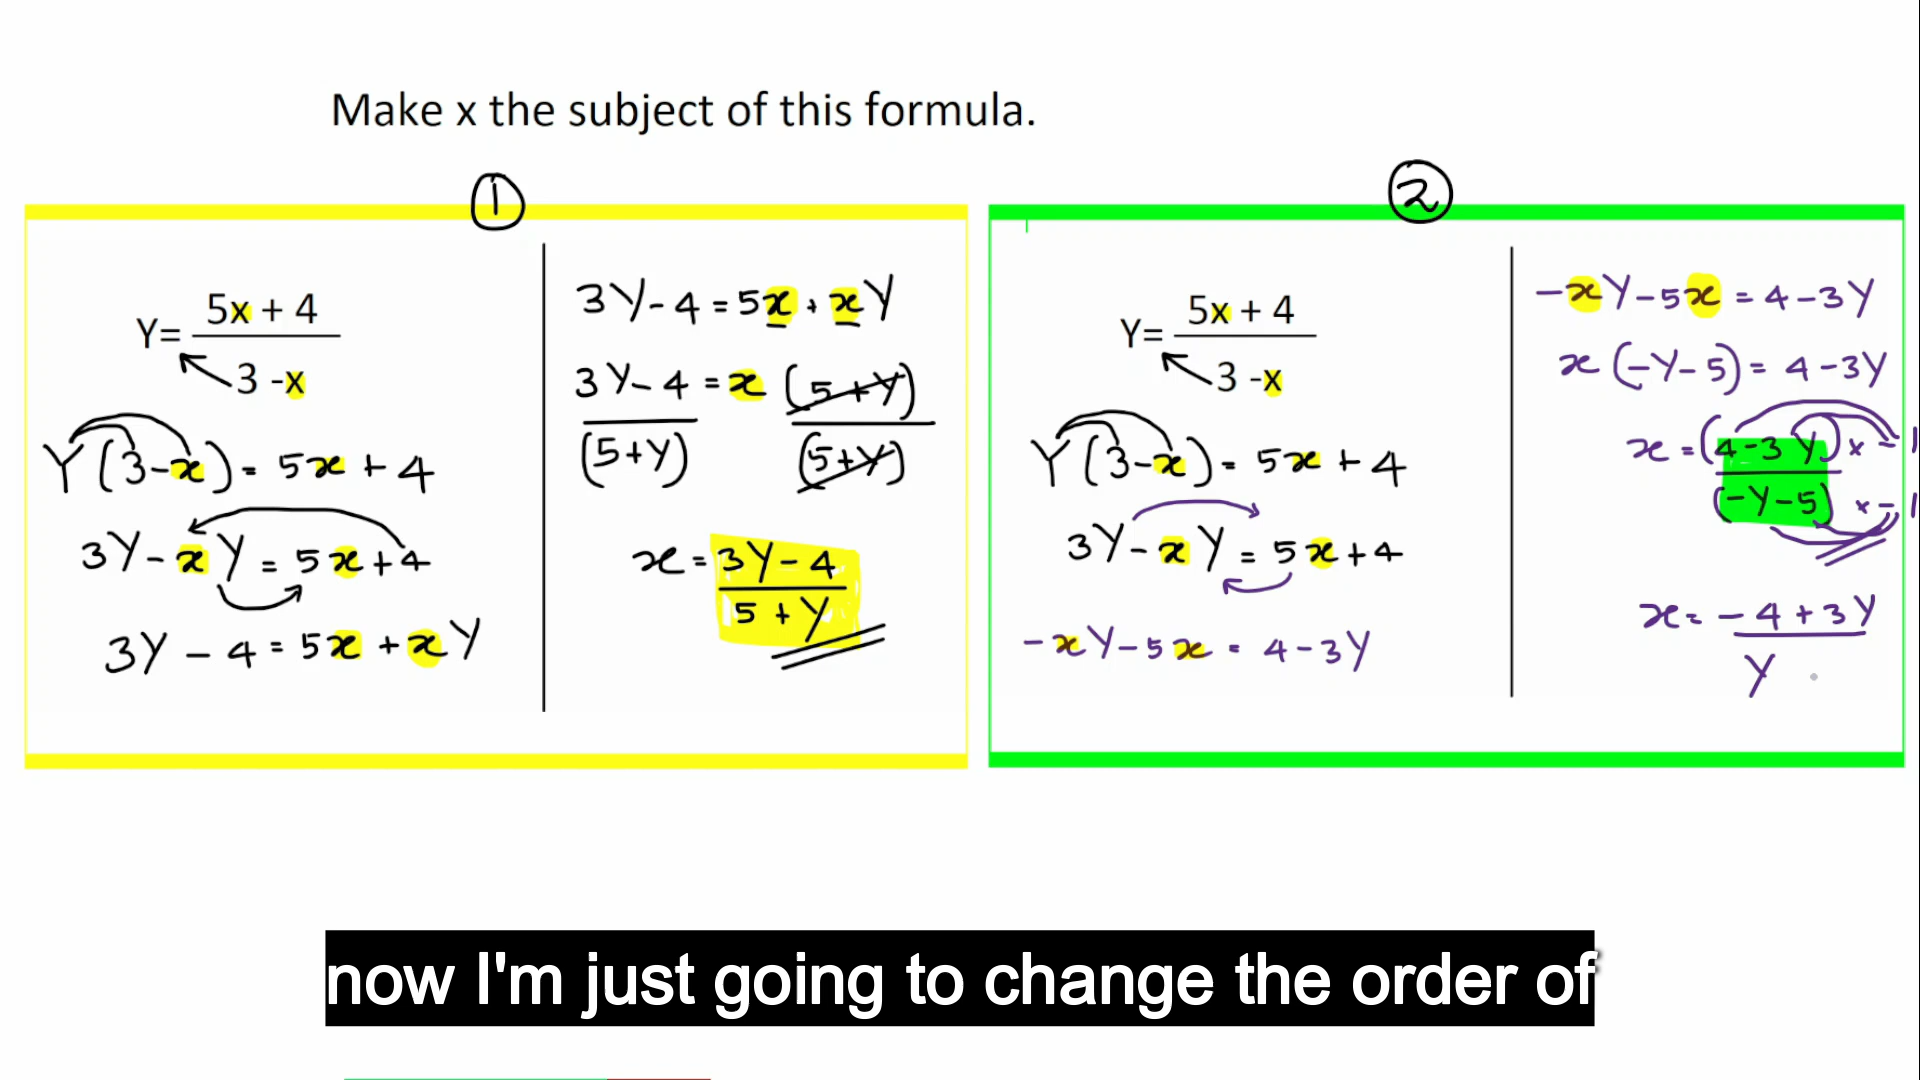 Make x the subject of this formula.
①
Y= 5x + 4
3 -x
Y(3-x) = 5x + 4
3Y - xY = 5x + 4
3Y - 4 = 5x + xY
3Y - 4 = 5x + xY
3Y - 4 = x (5 + Y)
(5+Y) (5+Y)
x = 3Y - 4
5 + Y
②
Y= 5x + 4
3 -x
Y(3-x) = 5x + 4
3Y - xY = 5x + 4
-xY - 5x = 4 - 3Y
-xY - 5x = 4 - 3Y
x (-Y - 5) = 4 - 3Y
x = (4 - 3Y) x -1
(-Y - 5) x -1
x = -4 + 3Y
Y
now I'm just going to change the order of